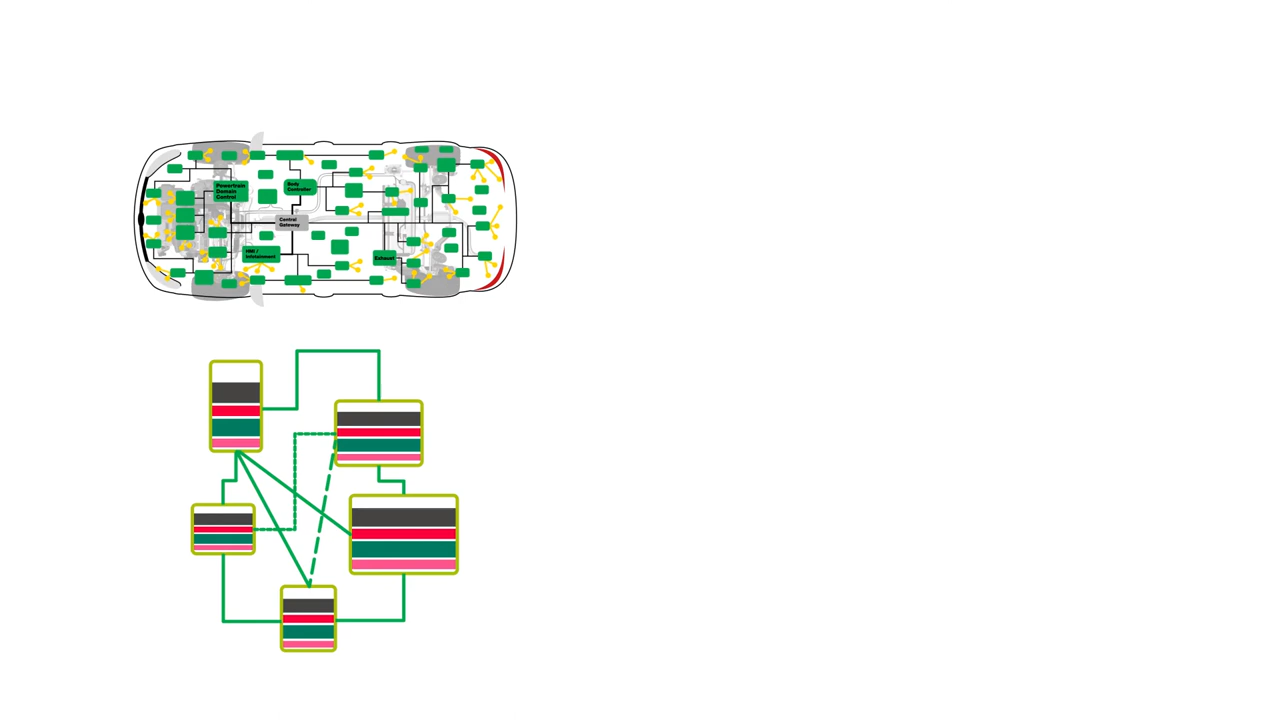 Powertrain
Domain
Control
Body
Controller
Central
Gateway
HMI /
Infotainment
Exhaust